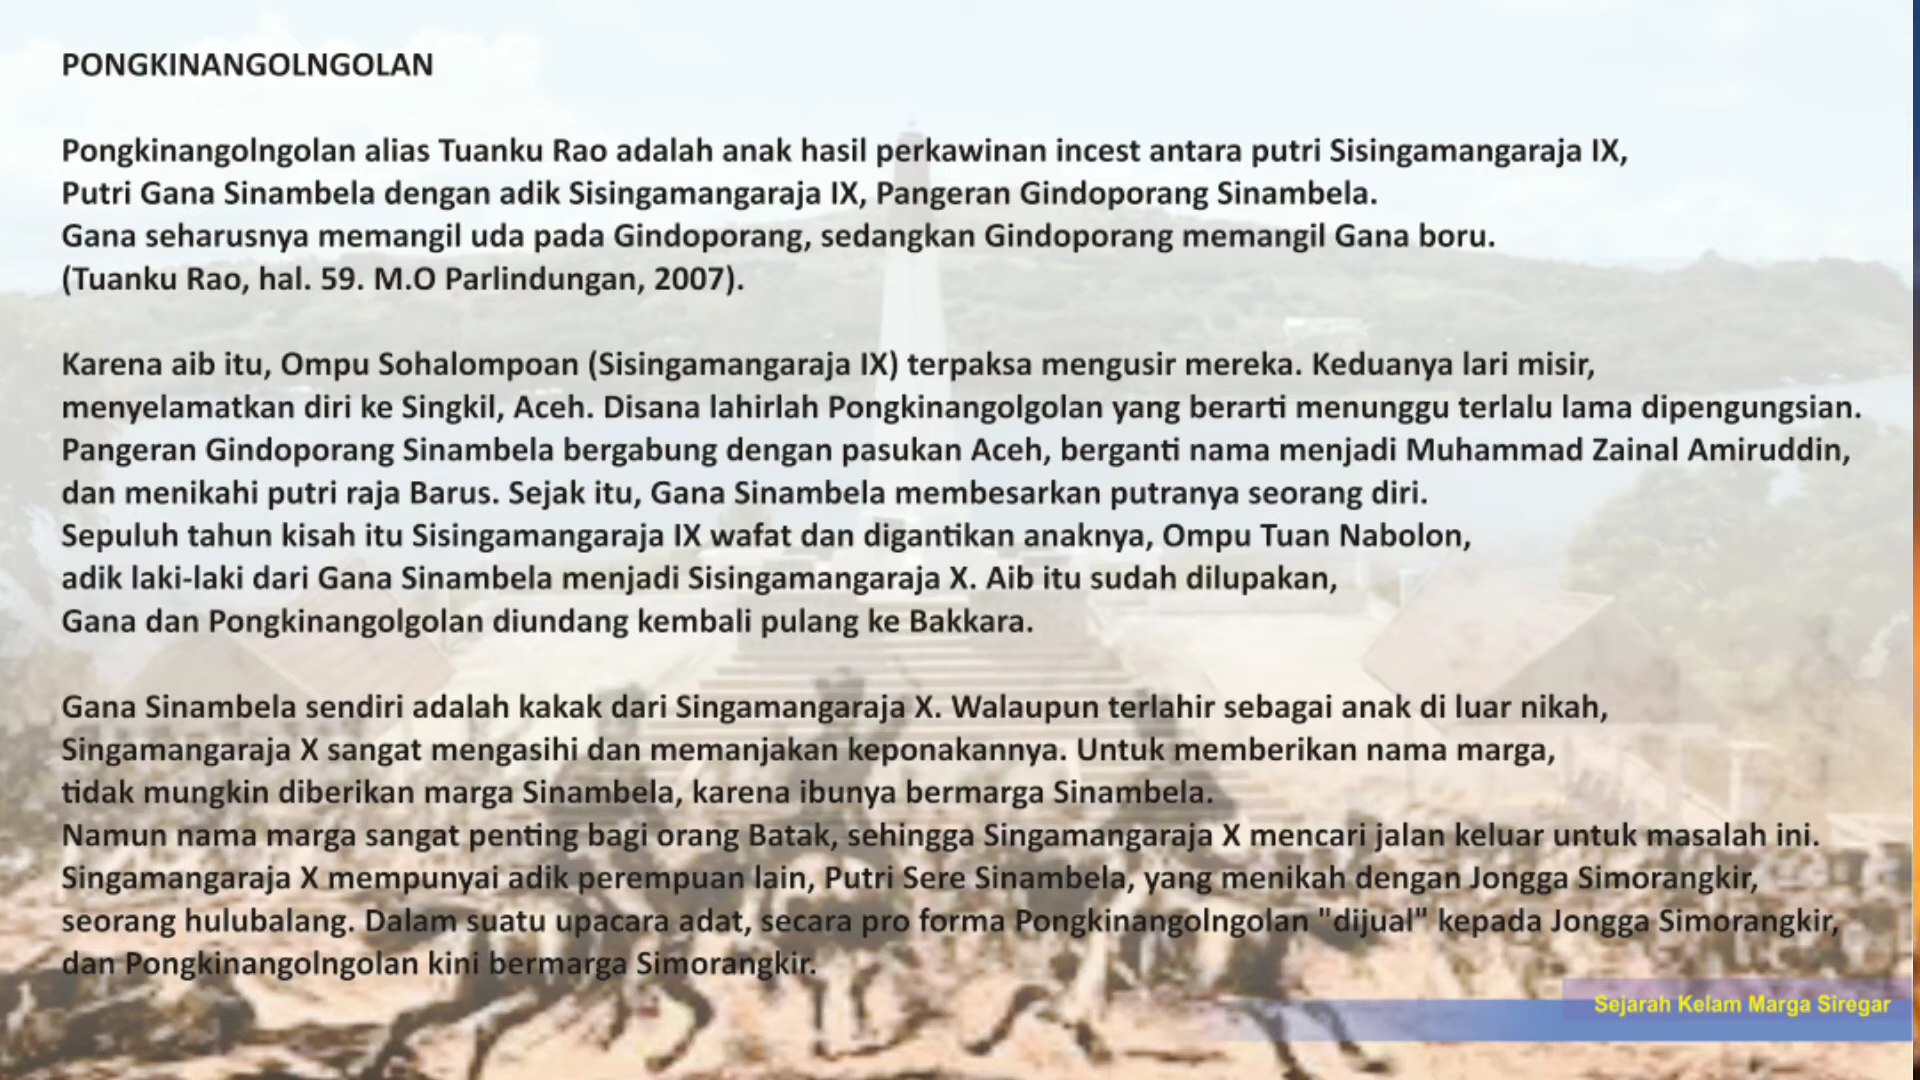 PONGKINANGOLNGOLAN
Pongkinangolngolan alias Tuanku Rao adalah anak hasil perkawinan incest antara putri Sisingamangaraja IX,
Putri Gana Sinambela dengan adik Sisingamangaraja IX, Pangeran Gindoporang Sinambela.
Gana seharusnya memangil uda pada Gindoporang, sedangkan Gindoporang memangil Gana boru.
(Tuanku Rao, hal. 59. M.O Parlindungan, 2007).
Karena aib itu, Ompu Sohalompoan (Sisingamangaraja IX) terpaksa mengusir mereka. Keduanya lari misir,
menyelamatkan diri ke Singkil, Aceh. Disana lahirlah Pongkinangolgolan yang berarti menunggu terlalu lama dipengungsian.
Pangeran Gindoporang Sinambela bergabung dengan pasukan Aceh, berganti nama menjadi Muhammad Zainal Amiruddin,
dan menikahi putri raja Barus. Sejak itu, Gana Sinambela membesarkan putranya seorang diri.
Sepuluh tahun kisah itu Sisingamangaraja IX wafat dan digantikan anaknya, Ompu Tuan Nabolon,
adik laki-laki dari Gana Sinambela menjadi Sisingamangaraja X. Aib itu sudah dilupakan,
Gana dan Pongkinangolgolan diundang kembali pulang ke Bakkara.
Gana Sinambela sendiri adalah kakak dari Singamangaraja X. Walaupun terlahir sebagai anak di luar nikah,
Singamangaraja X sangat mengasihi dan memanjakan keponakannya. Untuk memberikan nama marga,
tidak mungkin diberikan marga Sinambela, karena ibunya bermarga Sinambela.
Namun nama marga sangat penting bagi orang Batak, sehingga Singamangaraja X mencari jalan keluar untuk masalah ini.
Singamangaraja X mempunyai adik perempuan lain, Putri Sere Sinambela, yang menikah dengan Jongga Simorangkir,
seorang hulubalang. Dalam suatu upacara adat, secara pro forma Pongkinangolngolan "dijual" kepada Jongga Simorangkir,
dan Pongkinangolngolan kini bermarga Simorangkir.
Sejarah Kelam Marga Siregar